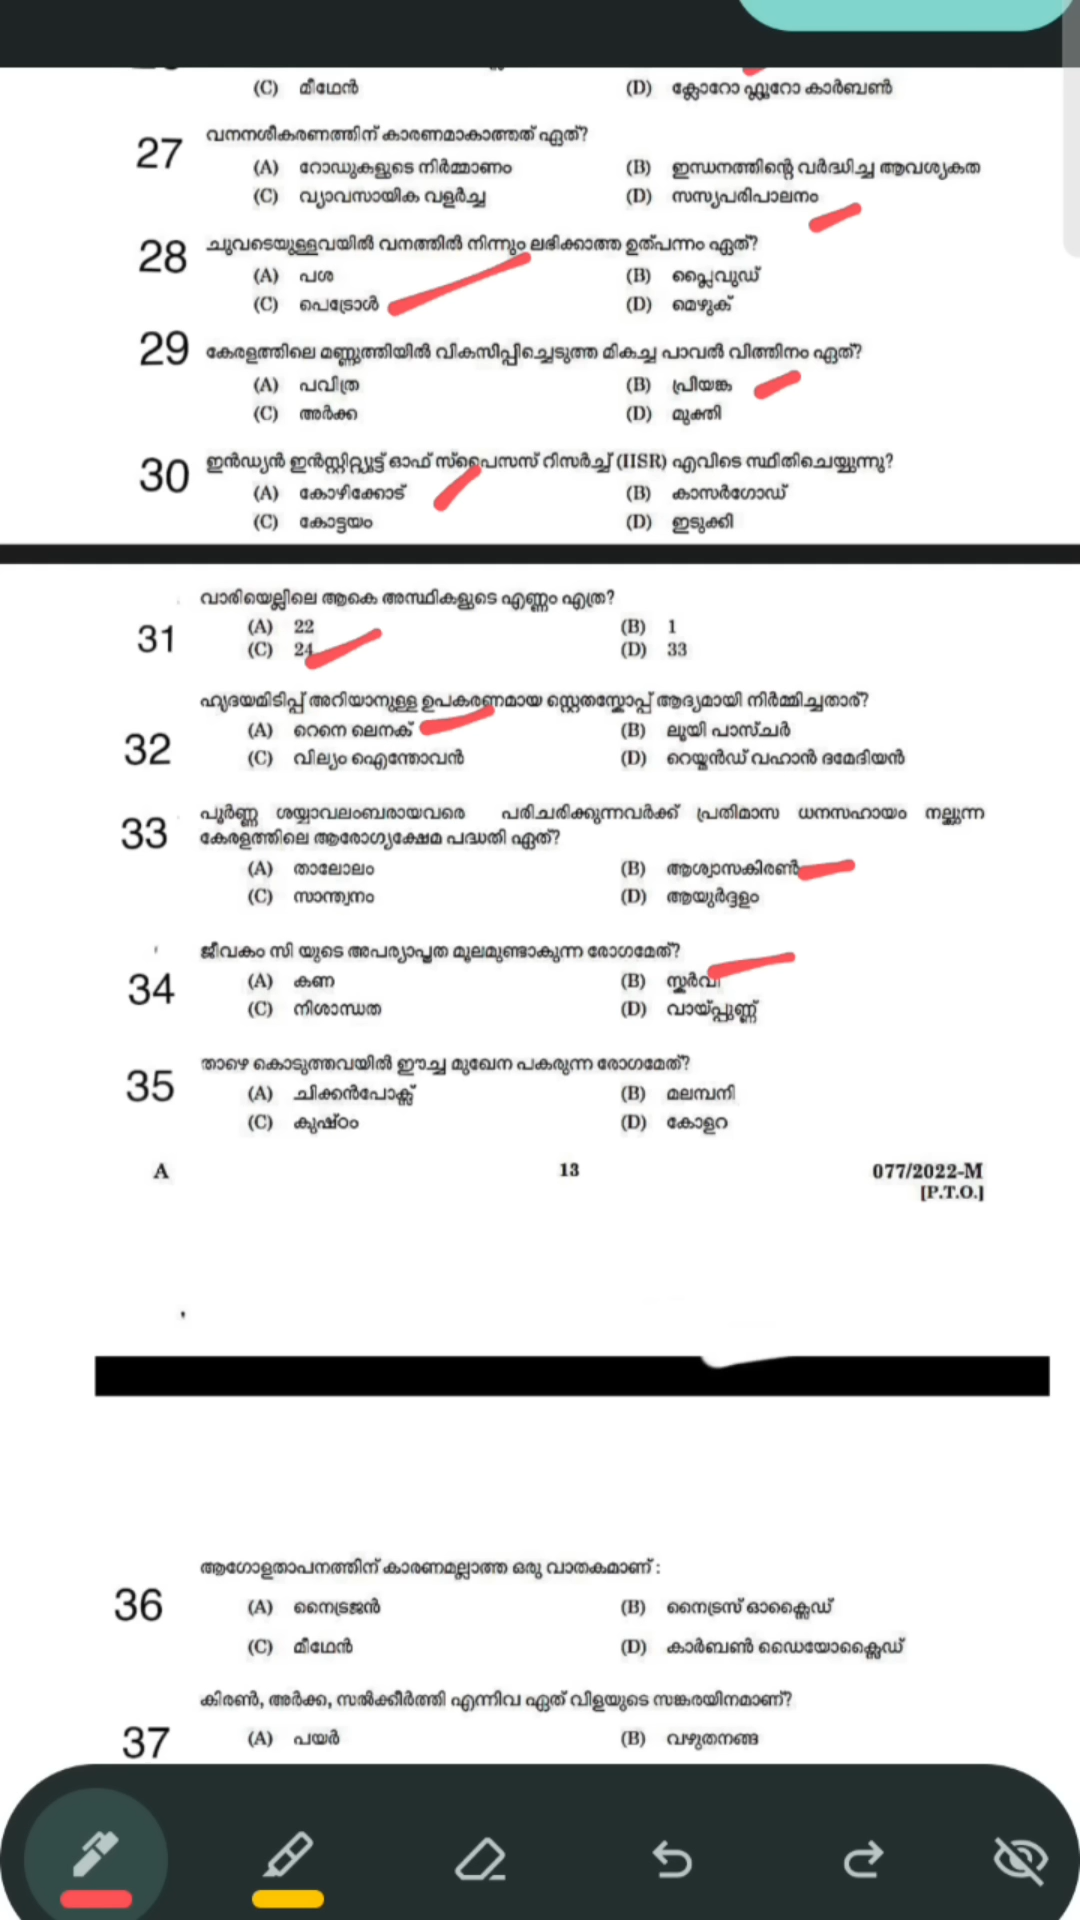 (C) മീഥേൻ (D) ക്ലോറോ ഫ്ലൂറോ കാർബൺ
27 വനനശീകരണത്തിന് കാരണമാകാത്തത് ഏത്?
(A) റോഡുകളുടെ നിർമ്മാണം (B) ഇന്ധനത്തിന്റെ വർദ്ധിച്ച ആവശ്യകത
(C) വ്യാവസായിക വളർച്ച (D) സസ്യപരിപാലനം
28 ചുവടെയുള്ളവയിൽ വനത്തിൽ നിന്നും ലഭിക്കാത്ത ഉത്പന്നം ഏത്?
(A) പശ (B) പ്ലൈവുഡ്
(C) പെട്രോൾ (D) മെഴുക്
29 കേരളത്തിലെ മണ്ണുത്തിയിൽ വികസിപ്പിച്ചെടുത്ത മികച്ച പാവൽ വിത്തിനം ഏത്?
(A) പവിത്ര (B) പ്രിയങ്ക
(C) അർക്ക (D) മുക്തി
30 ഇൻഡ്യൻ ഇൻസ്റ്റിറ്റ്യൂട്ട് ഓഫ് സ്പൈസസ് റിസർച്ച് (IISR) എവിടെ സ്ഥിതിചെയ്യുന്നു?
(A) കോഴിക്കോട് (B) കാസർഗോഡ്
(C) കോട്ടയം (D) ഇടുക്കി
31 വാരിയെല്ലിലെ ആകെ അസ്ഥികളുടെ എണ്ണം എത്ര?
(A) 22 (B) 1
(C) 24 (D) 33
32 ഹൃദയമിടിപ്പ് അറിയാനുള്ള ഉപകരണമായ സ്റ്റെതസ്കോപ്പ് ആദ്യമായി നിർമ്മിച്ചതാര്?
(A) റെനെ ലെനക് (B) ലൂയി പാസ്ചർ
(C) വില്യം ഐന്തോവൻ (D) റെയ്മൻഡ് വഹാൻ ദമേദിയൻ
33 പൂർണ്ണ ശയ്യാവലംബരായവരെ പരിചരിക്കുന്നവർക്ക് പ്രതിമാസ ധനസഹായം നല്കുന്ന
കേരളത്തിലെ ആരോഗ്യക്ഷേമ പദ്ധതി ഏത്?
(A) താലോലം (B) ആശ്വാസകിരൺ
(C) സാന്ത്വനം (D) ആയുർദ്ദളം
34 ജീവകം സി യുടെ അപര്യാപ്തത മൂലമുണ്ടാകുന്ന രോഗമേത്?
(A) കണ (B) സ്കർവി
(C) നിശാന്ധത (D) വായ്പ്പുണ്ണ്
35 താഴെ കൊടുത്തവയിൽ ഈച്ച മുഖേന പകരുന്ന രോഗമേത്?
(A) ചിക്കൻപോക്സ് (B) മലമ്പനി
(C) കുഷ്ഠം (D) കോളറ
A 13 077/2022-M
[P.T.O.]
36 ആഗോളതാപനത്തിന് കാരണമല്ലാത്ത ഒരു വാതകമാണ് :
(A) നൈട്രജൻ (B) നൈട്രസ് ഓക്സൈഡ്
(C) മീഥേൻ (D) കാർബൺ ഡൈയോക്സൈഡ്
37 കിരൺ, അർക്ക, സൽക്കീർത്തി എന്നിവ ഏത് വിളയുടെ സങ്കരയിനമാണ്?
(A) പയർ (B) വഴുതനങ്ങ